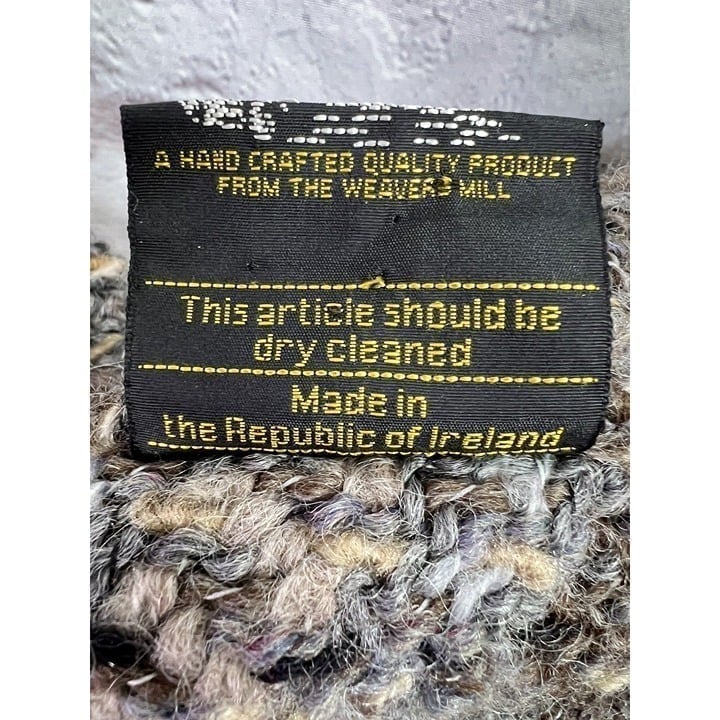 A HAND CRAFTED QUALITY PRODUCT
FROM THE WEAVERS MILL
This article should be
dry cleaned
Made in
the Republic of Ireland